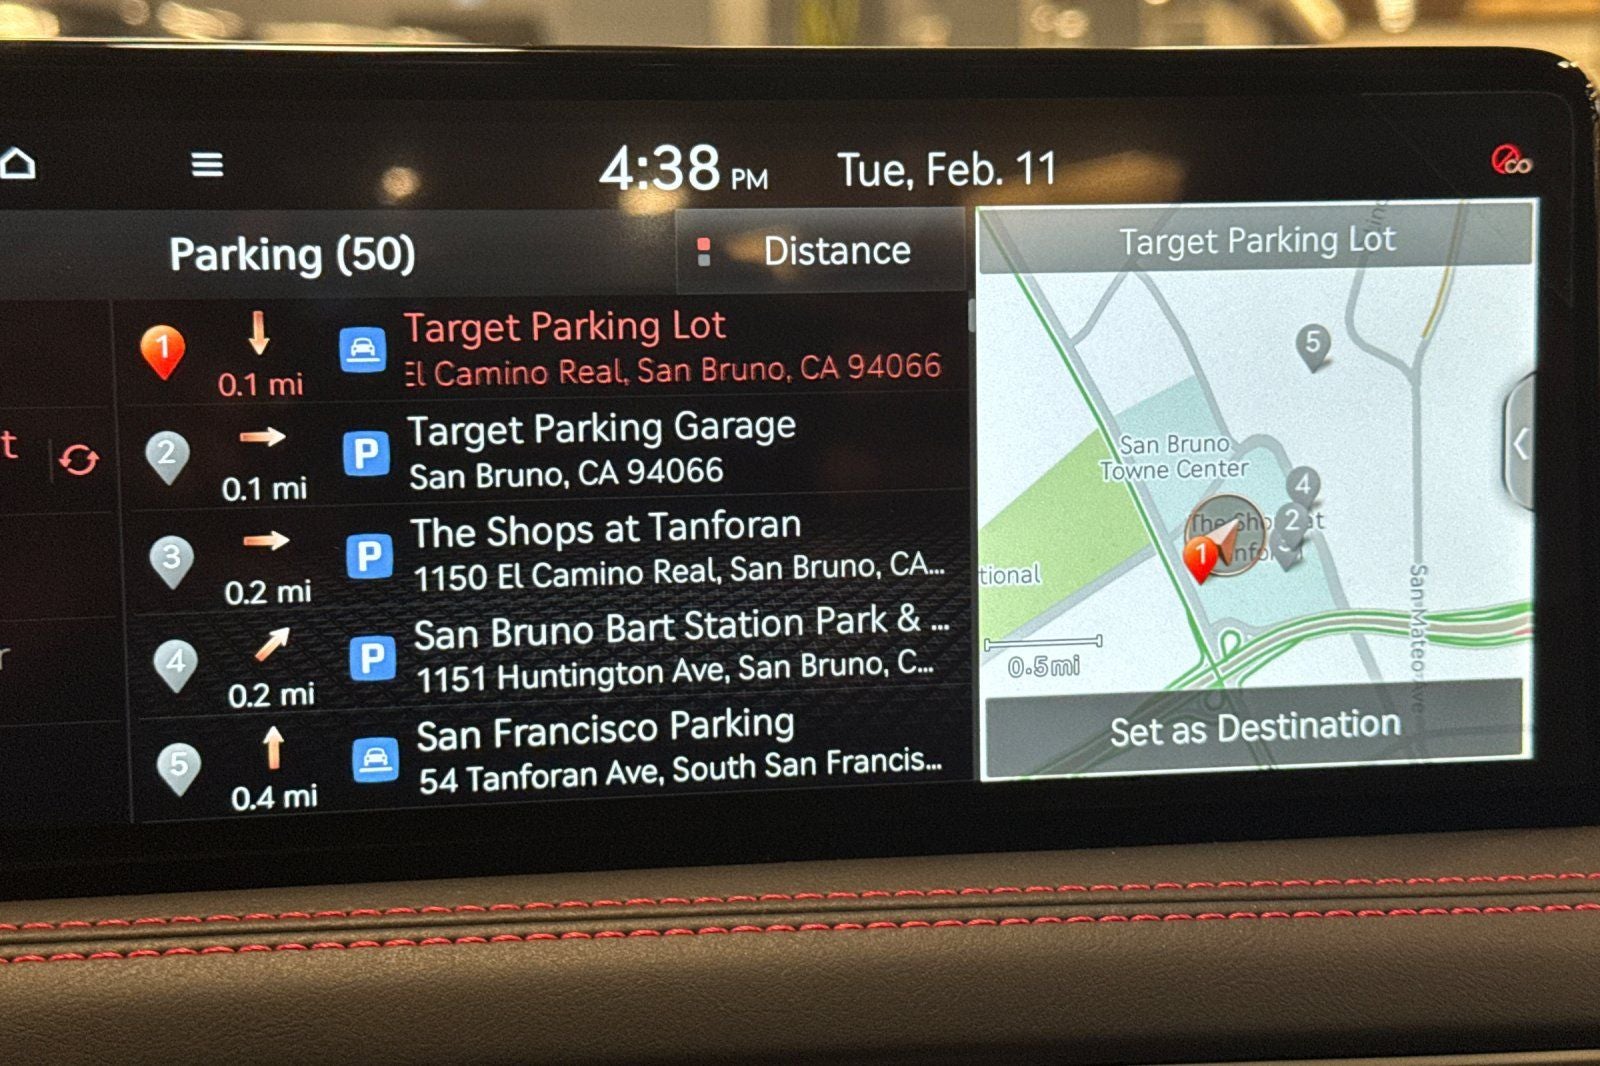 4:38 PM
Tue, Feb. 11
Parking (50)
Distance
1
0.1 mi
Target Parking Lot
El Camino Real, San Bruno, CA 94066
t
2
0.1 mi
P
Target Parking Garage
San Bruno, CA 94066
3
0.2 mi
P
The Shops at Tanforan
1150 El Camino Real, San Bruno, CA...
r
4
0.2 mi
P
San Bruno Bart Station Park & ...
1151 Huntington Ave, San Bruno, C...
5
0.4 mi
San Francisco Parking
54 Tanforan Ave, South San Francis...
Target Parking Lot
5
San Bruno
Towne Center
4
The Sho 2 at
1 nfo
tional
San Mateo Ave
0.5mi
Set as Destination